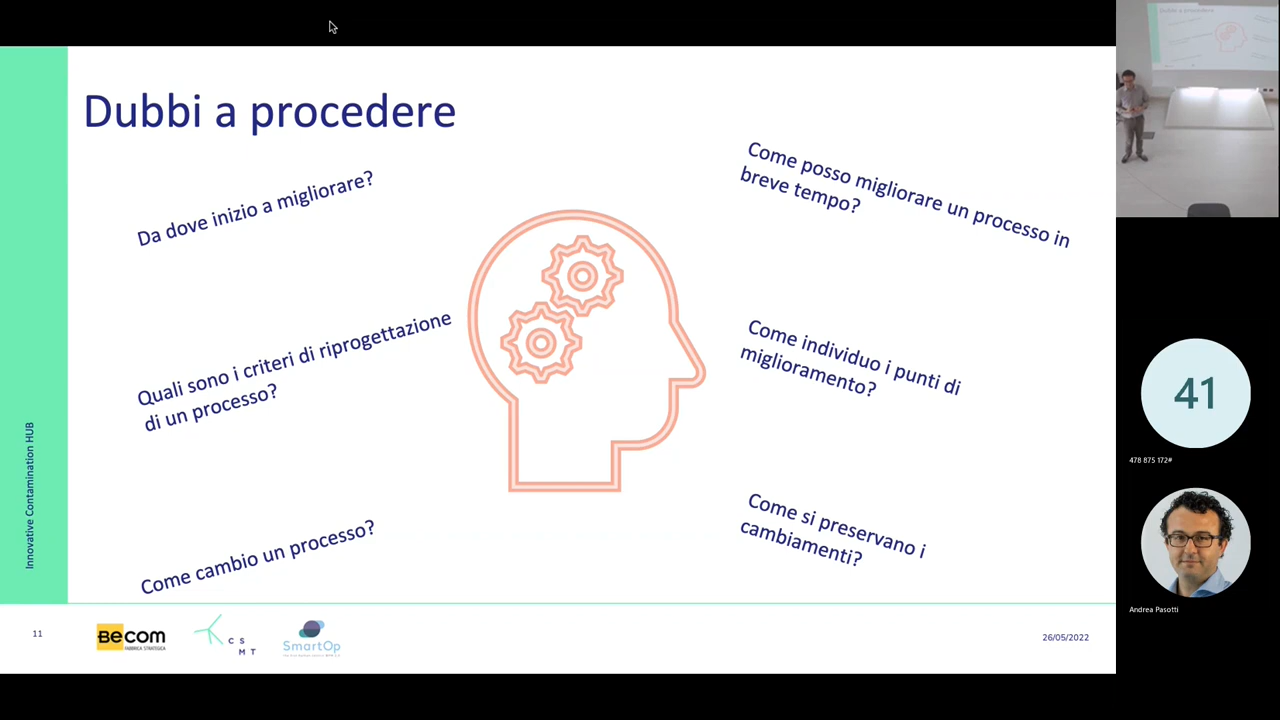 Dubbi a procedere
Da dove inizio a migliorare?
Come posso migliorare un processo in
breve tempo?
Quali sono i criteri di riprogettazione
di un processo?
Come individuo i punti di
miglioramento?
Come cambio un processo?
Come si preservano i
cambiamenti?
Innovative Contamination HUB
11
BEcom
FABBRICA STRATEGICA
C S
M T
SmartOp
26/05/2022
Dubbi a procedere
41
478 875 172#
Andrea Pasotti